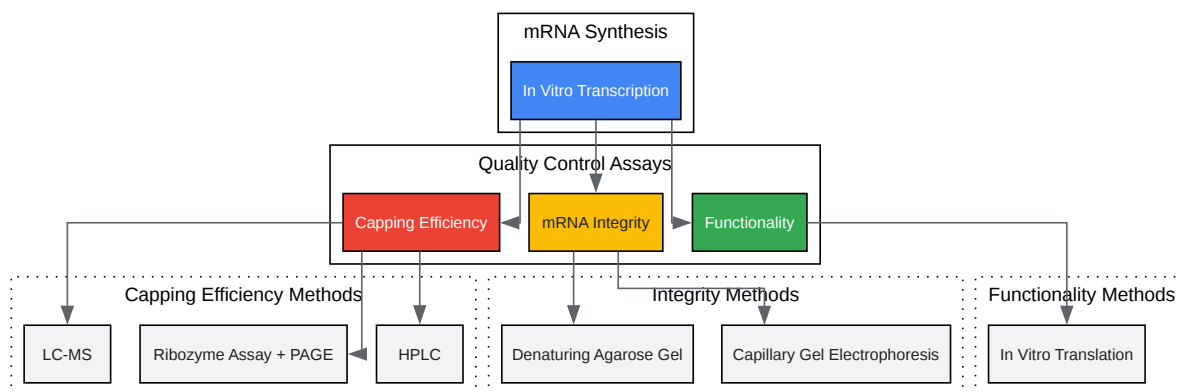 mRNA Synthesis
In Vitro Transcription
Quality Control Assays
Capping Efficiency
mRNA Integrity
Functionality
Capping Efficiency Methods
Integrity Methods
Functionality Methods
LC-MS
Ribozyme Assay + PAGE
HPLC
Denaturing Agarose Gel
Capillary Gel Electrophoresis
In Vitro Translation